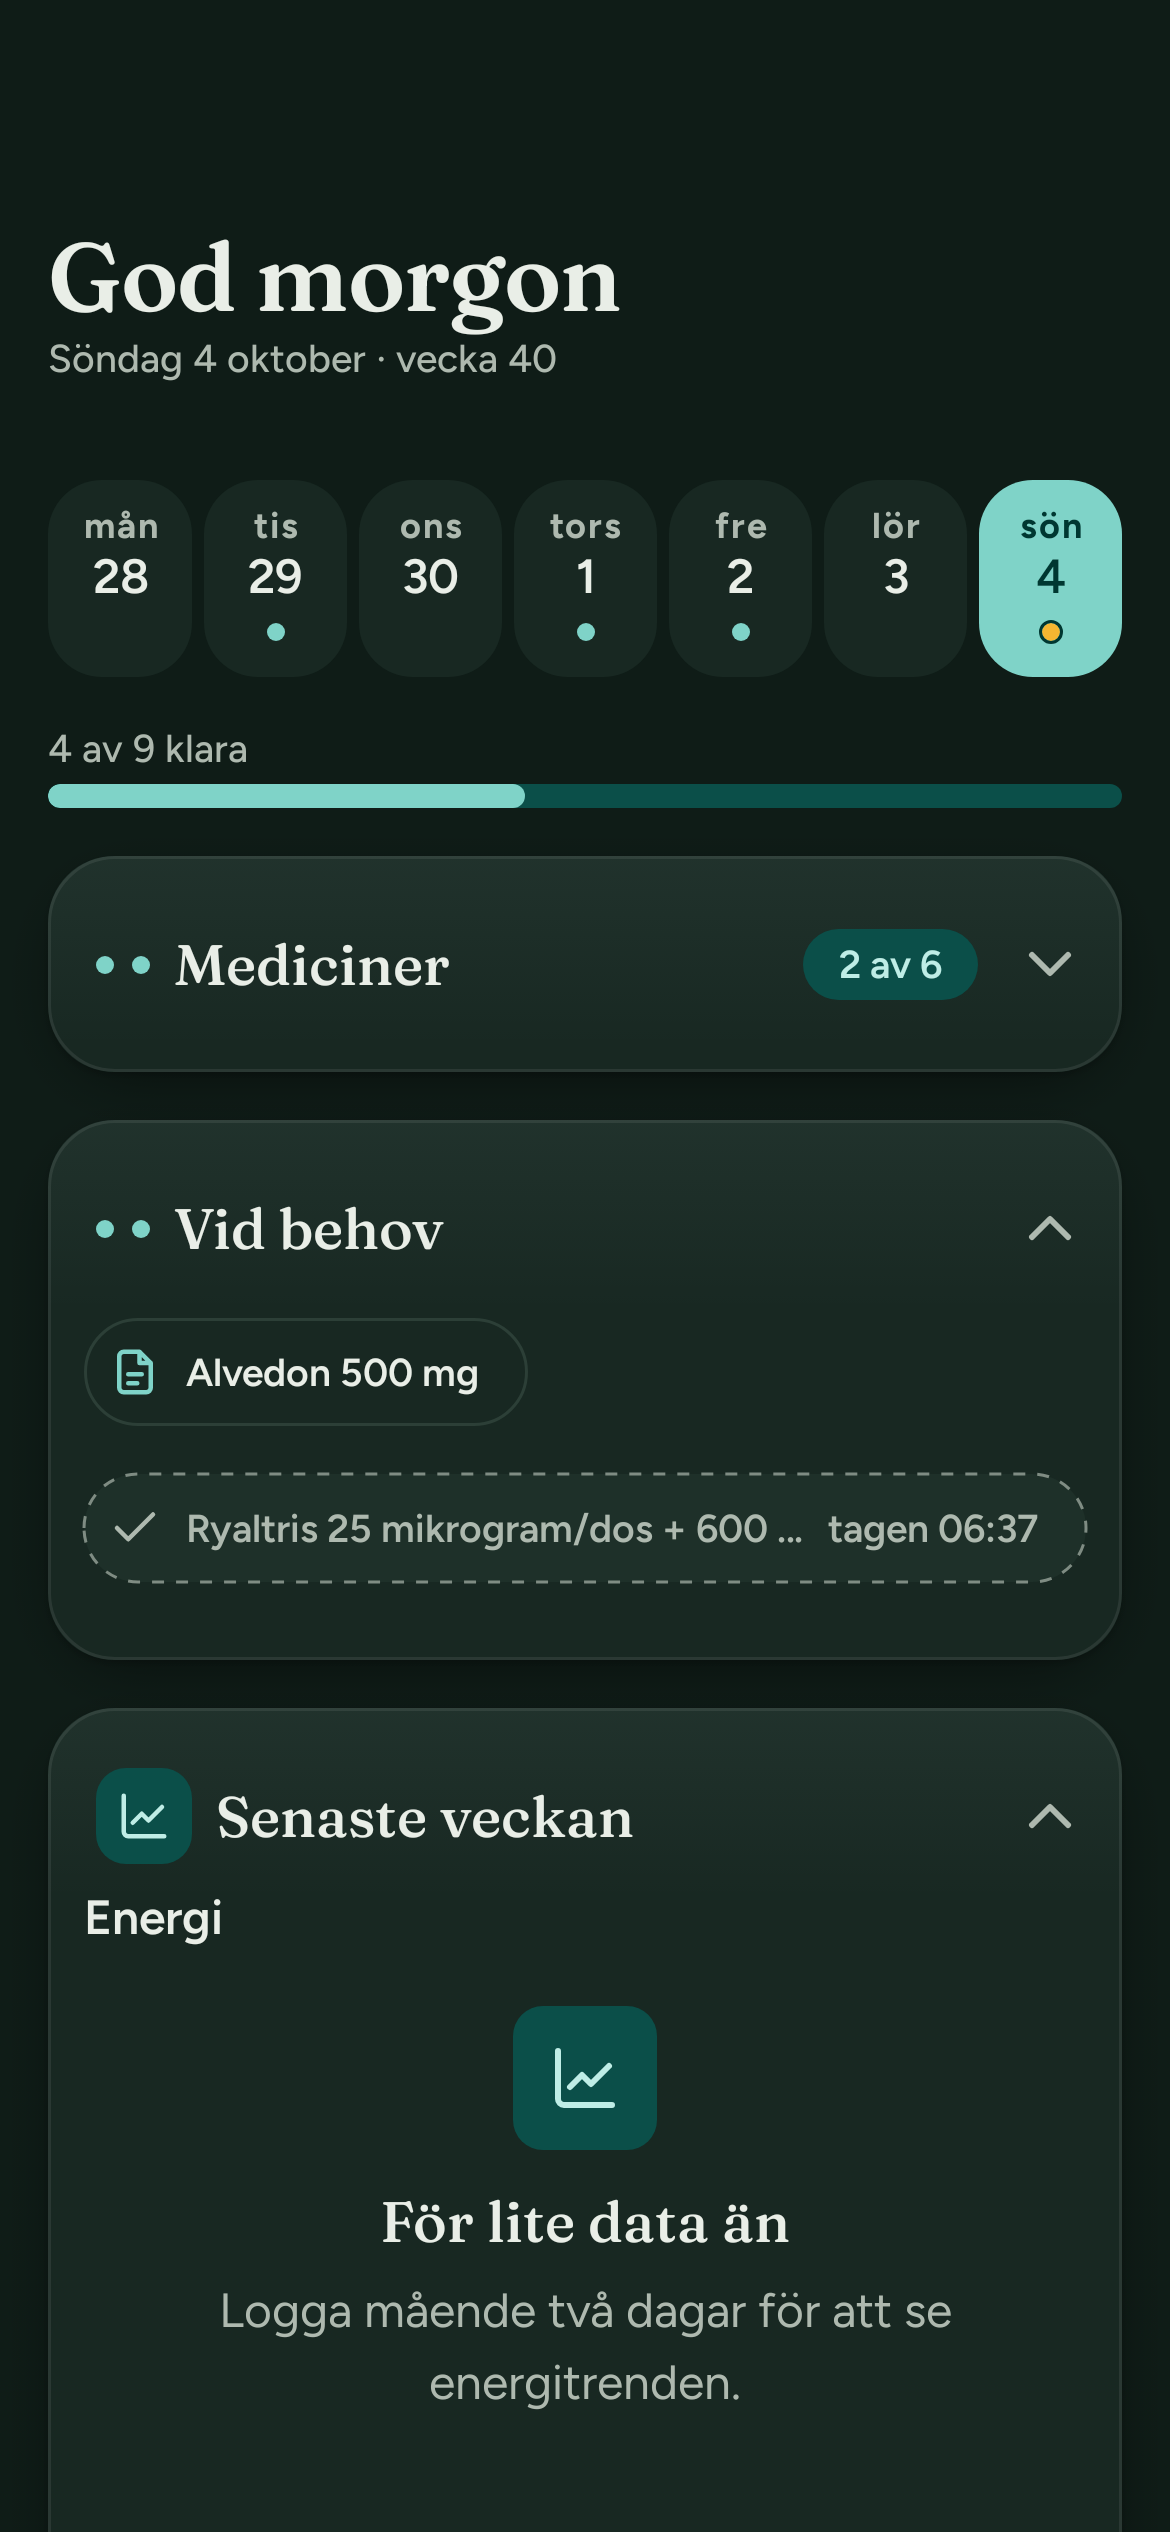 God morgon
Söndag 4 oktober · vecka 40
mån tis ons tors fre lör sön
28 29 30 1 2 3 4
4 av 9 klara
Mediciner 2 av 6
Vid behov
Alvedon 500 mg
Ryaltris 25 mikrogram/dos + 600 ... tagen 06:37
Senaste veckan
Energi
För lite data än
Logga mående två dagar för att se
energitrenden.